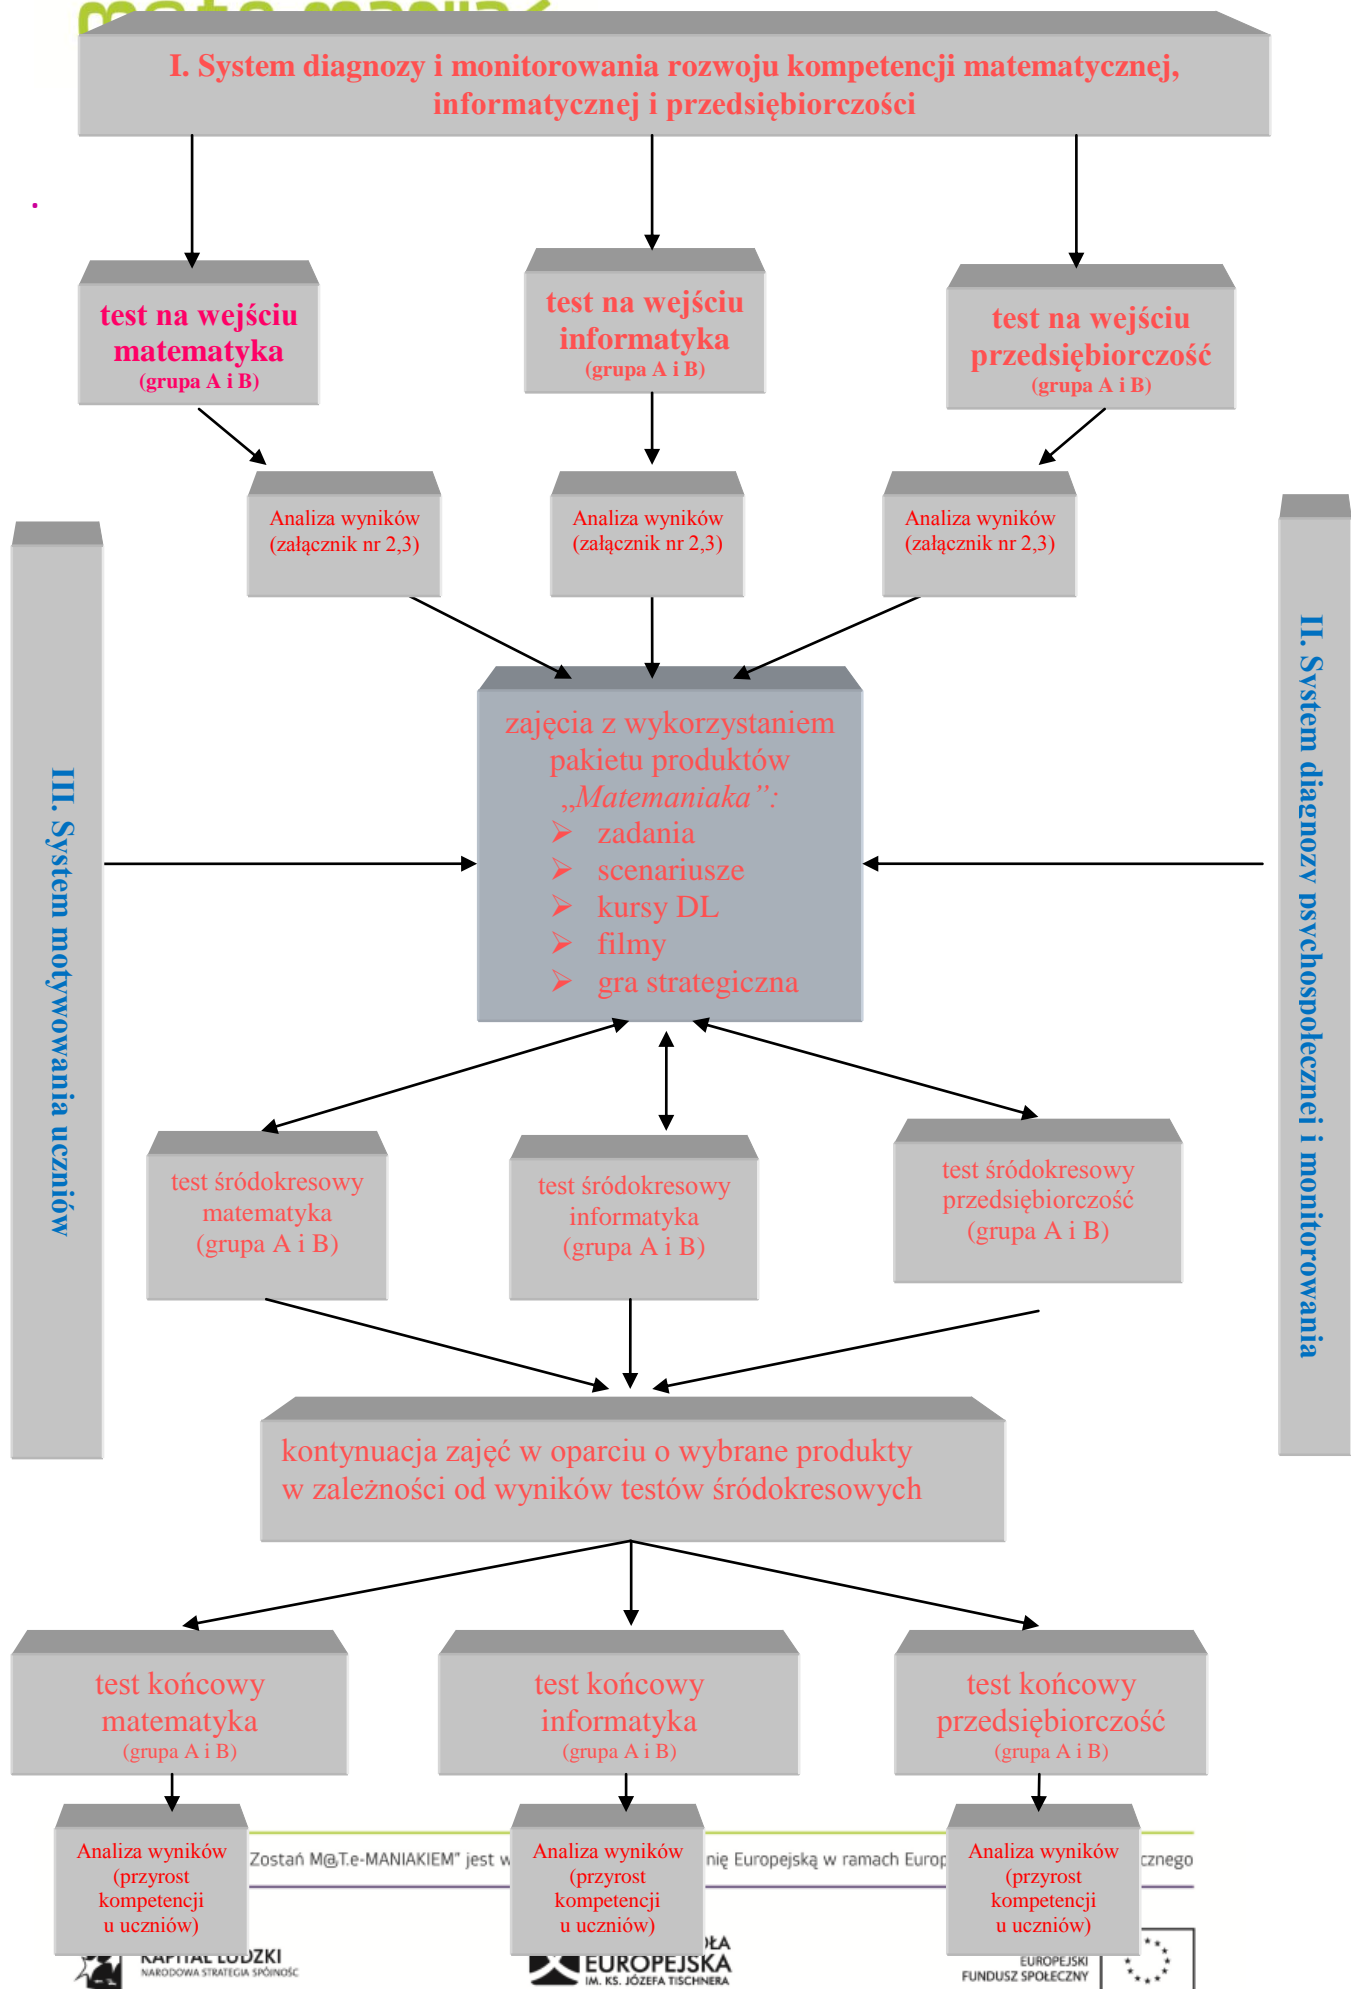 I. System diagnozy i monitorowania rozwoju kompetencji matematycznej,
informatycznej i przedsiębiorczości
.
test na wejściu
matematyka
(grupa A i B)
test na wejściu
informatyka
(grupa A i B)
test na wejściu
przedsiębiorczość
(grupa A i B)
Analiza wyników
(załącznik nr 2,3)
Analiza wyników
(załącznik nr 2,3)
Analiza wyników
(załącznik nr 2,3)
III. System motywowania uczniów
II. System diagnozy psychospołecznej i monitorowania
zajęcia z wykorzystaniem
pakietu produktów
„Matemaniaka”:
➢ zadania
➢ scenariusze
➢ kursy DL
➢ filmy
➢ gra strategiczna
test śródokresowy
matematyka
(grupa A i B)
test śródokresowy
informatyka
(grupa A i B)
test śródokresowy
przedsiębiorczość
(grupa A i B)
kontynuacja zajęć w oparciu o wybrane produkty
w zależności od wyników testów śródokresowych
test końcowy
matematyka
(grupa A i B)
test końcowy
informatyka
(grupa A i B)
test końcowy
przedsiębiorczość
(grupa A i B)
Analiza wyników
(przyrost
kompetencji
u uczniów)
Analiza wyników
(przyrost
kompetencji
u uczniów)
Analiza wyników
(przyrost
kompetencji
u uczniów)
Zostań M@T.e-MANIAKIEM” jest w
nię Europejską w ramach Europ
cznego
KAPITAŁ LUDZKI
NARODOWA STRATEGIA SPÓJNOŚCI
EUROPEJSKA
IM. KS. JÓZEFA TISCHNERA
EUROPEJSKI
FUNDUSZ SPOŁECZNY